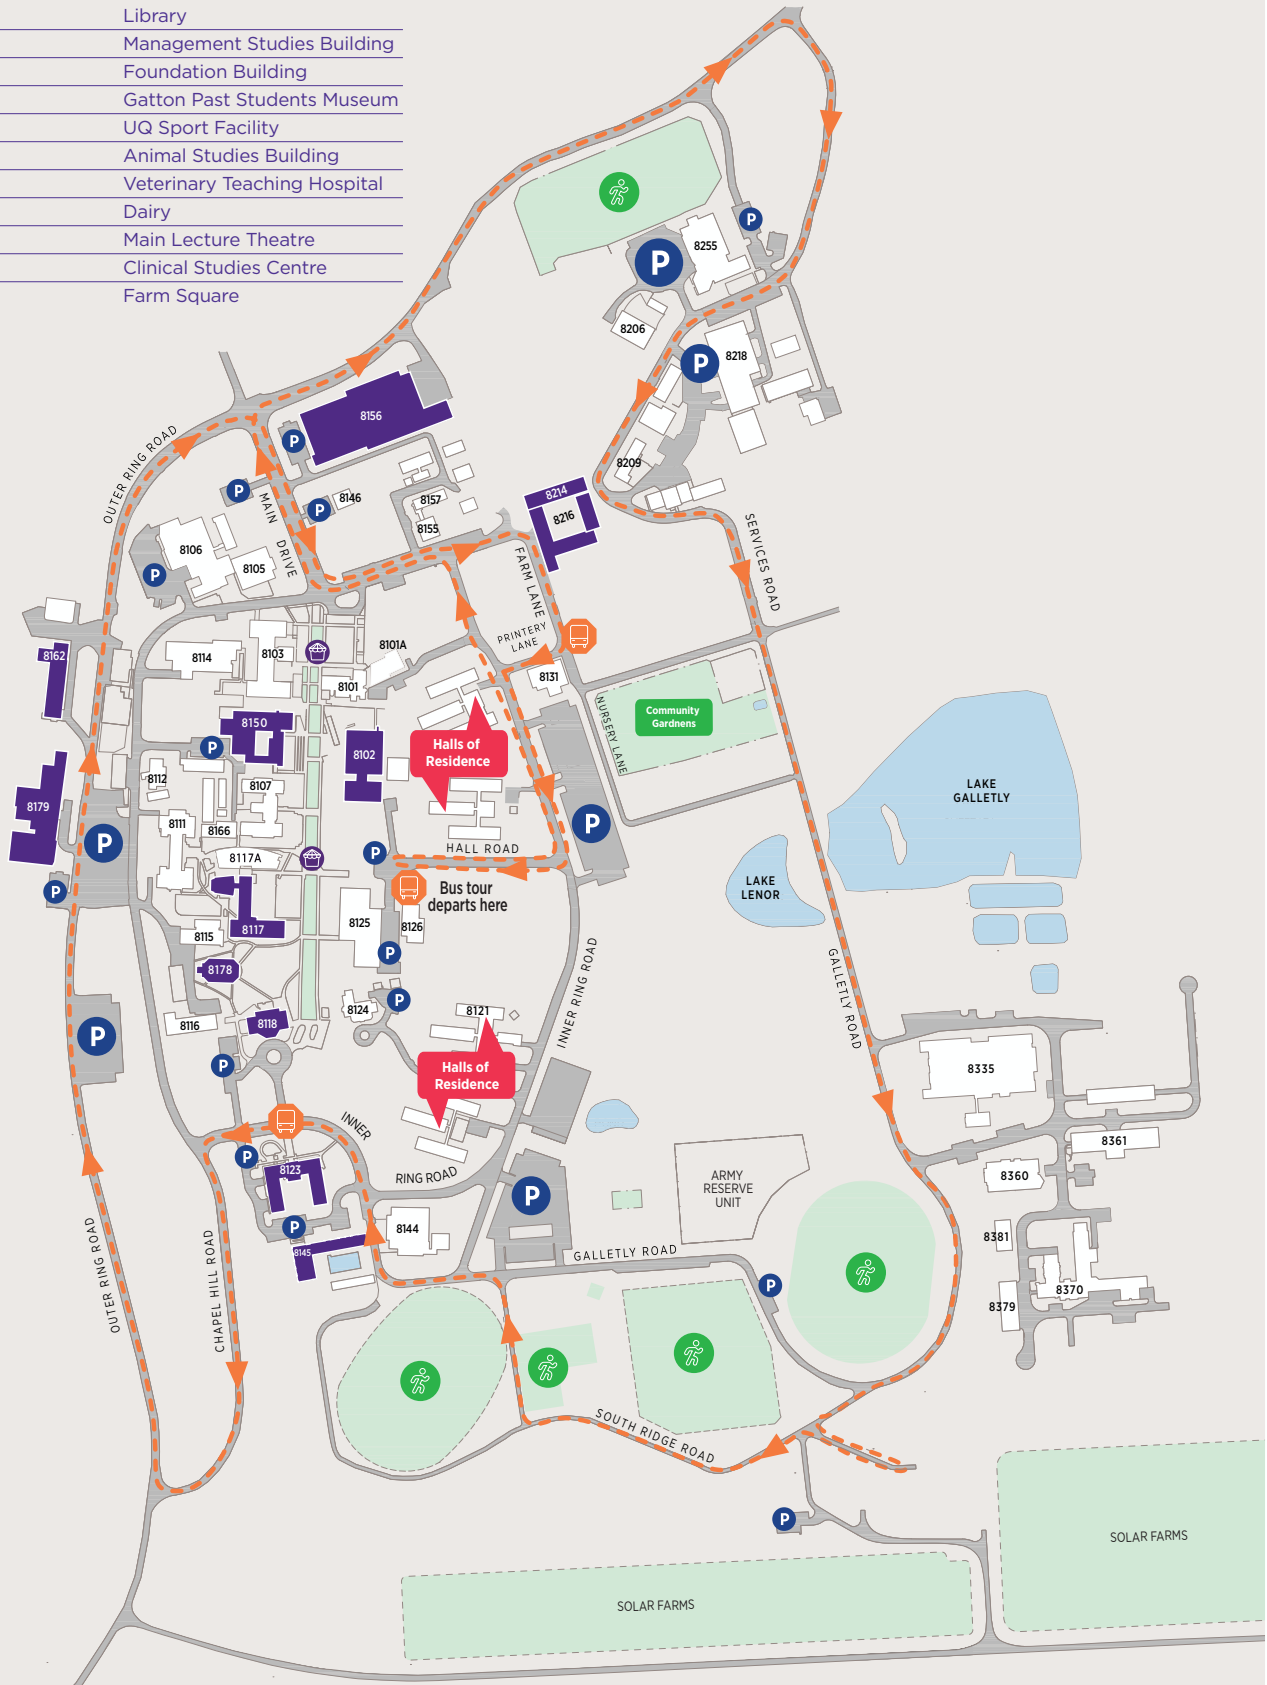 Library
Management Studies Building
Foundation Building
Gatton Past Students Museum
UQ Sport Facility
Animal Studies Building
Veterinary Teaching Hospital
Dairy
Main Lecture Theatre
Clinical Studies Centre
Farm Square
P
8255
P
8206
8218
P
8156
P
OUTER RING ROAD
8209
P
MAIN DRIVE
8146
P
8157
8155
8214
8216
8106
8105
P
FARM LANE
SERVICES ROAD
PRINTERY
LANE
8162
8114
8103
8101A
8101
8131
NURSERY LANE
Community
Gardnens
8150
P
8102
Halls of
Residence
8112
8107
8179
8111
8166
P
P
8117A
P
HALL ROAD
LAKE
GALLETLY
P
LAKE
LENOR
Bus tour
departs here
8117
8125
8126
8115
P
8178
INNER RING ROAD
GALLETLY ROAD
P
8124
8121
8116
8118
P
P
Halls of
Residence
8335
INNER
RING ROAD
P
8123
8361
8360
ARMY
RESERVE
UNIT
P
P
8144
8145
GALLETLY ROAD
OUTER RING ROAD
CHAPEL HILL ROAD
8381
P
8370
8379
SOUTH RIDGE ROAD
P
SOLAR FARMS
SOLAR FARMS